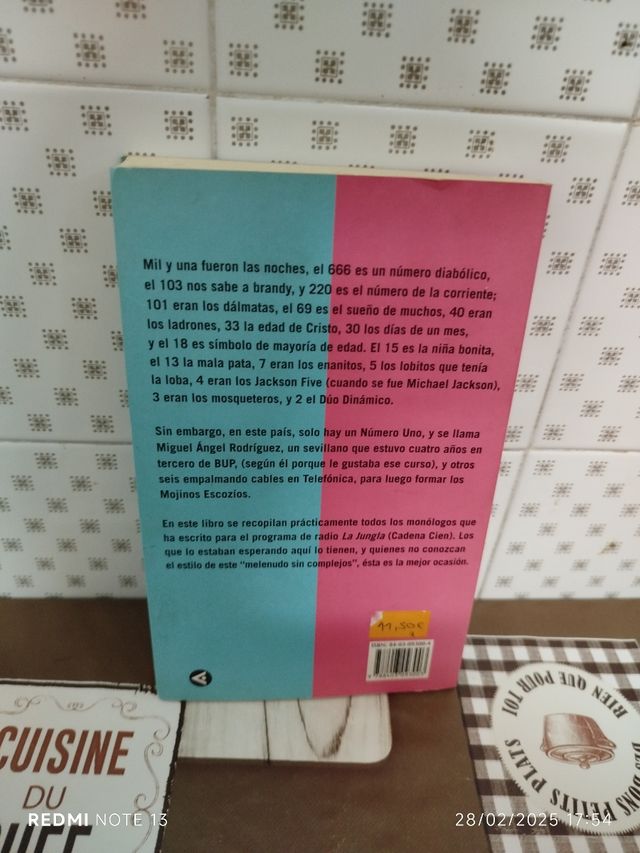 Mil y una fueron las noches, el 666 es un número diabólico,
el 103 nos sabe a brandy, y 220 es el número de la corriente;
101 eran los dálmatas, el 69 es el sueño de muchos, 40 eran
los ladrones, 33 la edad de Cristo, 30 los días de un mes,
y el 18 es símbolo de mayoría de edad. El 15 es la niña bonita,
el 13 la mala pata, 7 eran los enanitos, 5 los lobitos que tenía
la loba, 4 eran los Jackson Five (cuando se fue Michael Jackson),
3 eran los mosqueteros, y 2 el Dúo Dinámico.
Sin embargo, en este país, solo hay un Número Uno, y se llama
Miguel Ángel Rodríguez, un sevillano que estuvo cuatro años en
tercero de BUP, (según él porque le gustaba ese curso), y otros
seis empalmando cables en Telefónica, para luego formar los
Mojinos Escozíos.
En este libro se recopilan prácticamente todos los monólogos que
ha escrito para el programa de radio La Jungla (Cadena Cien). Los
que lo estaban esperando aquí lo tienen, y quienes no conozcan
el estilo de este "melenudo sin complejos", ésta es la mejor ocasión.
11,50€
ISBN:
CUISINE
DU
RIEN QUE POUR TOI
DES BONS PETITS PLATS
REDMI NOTE 13
28/02/2025 17:54